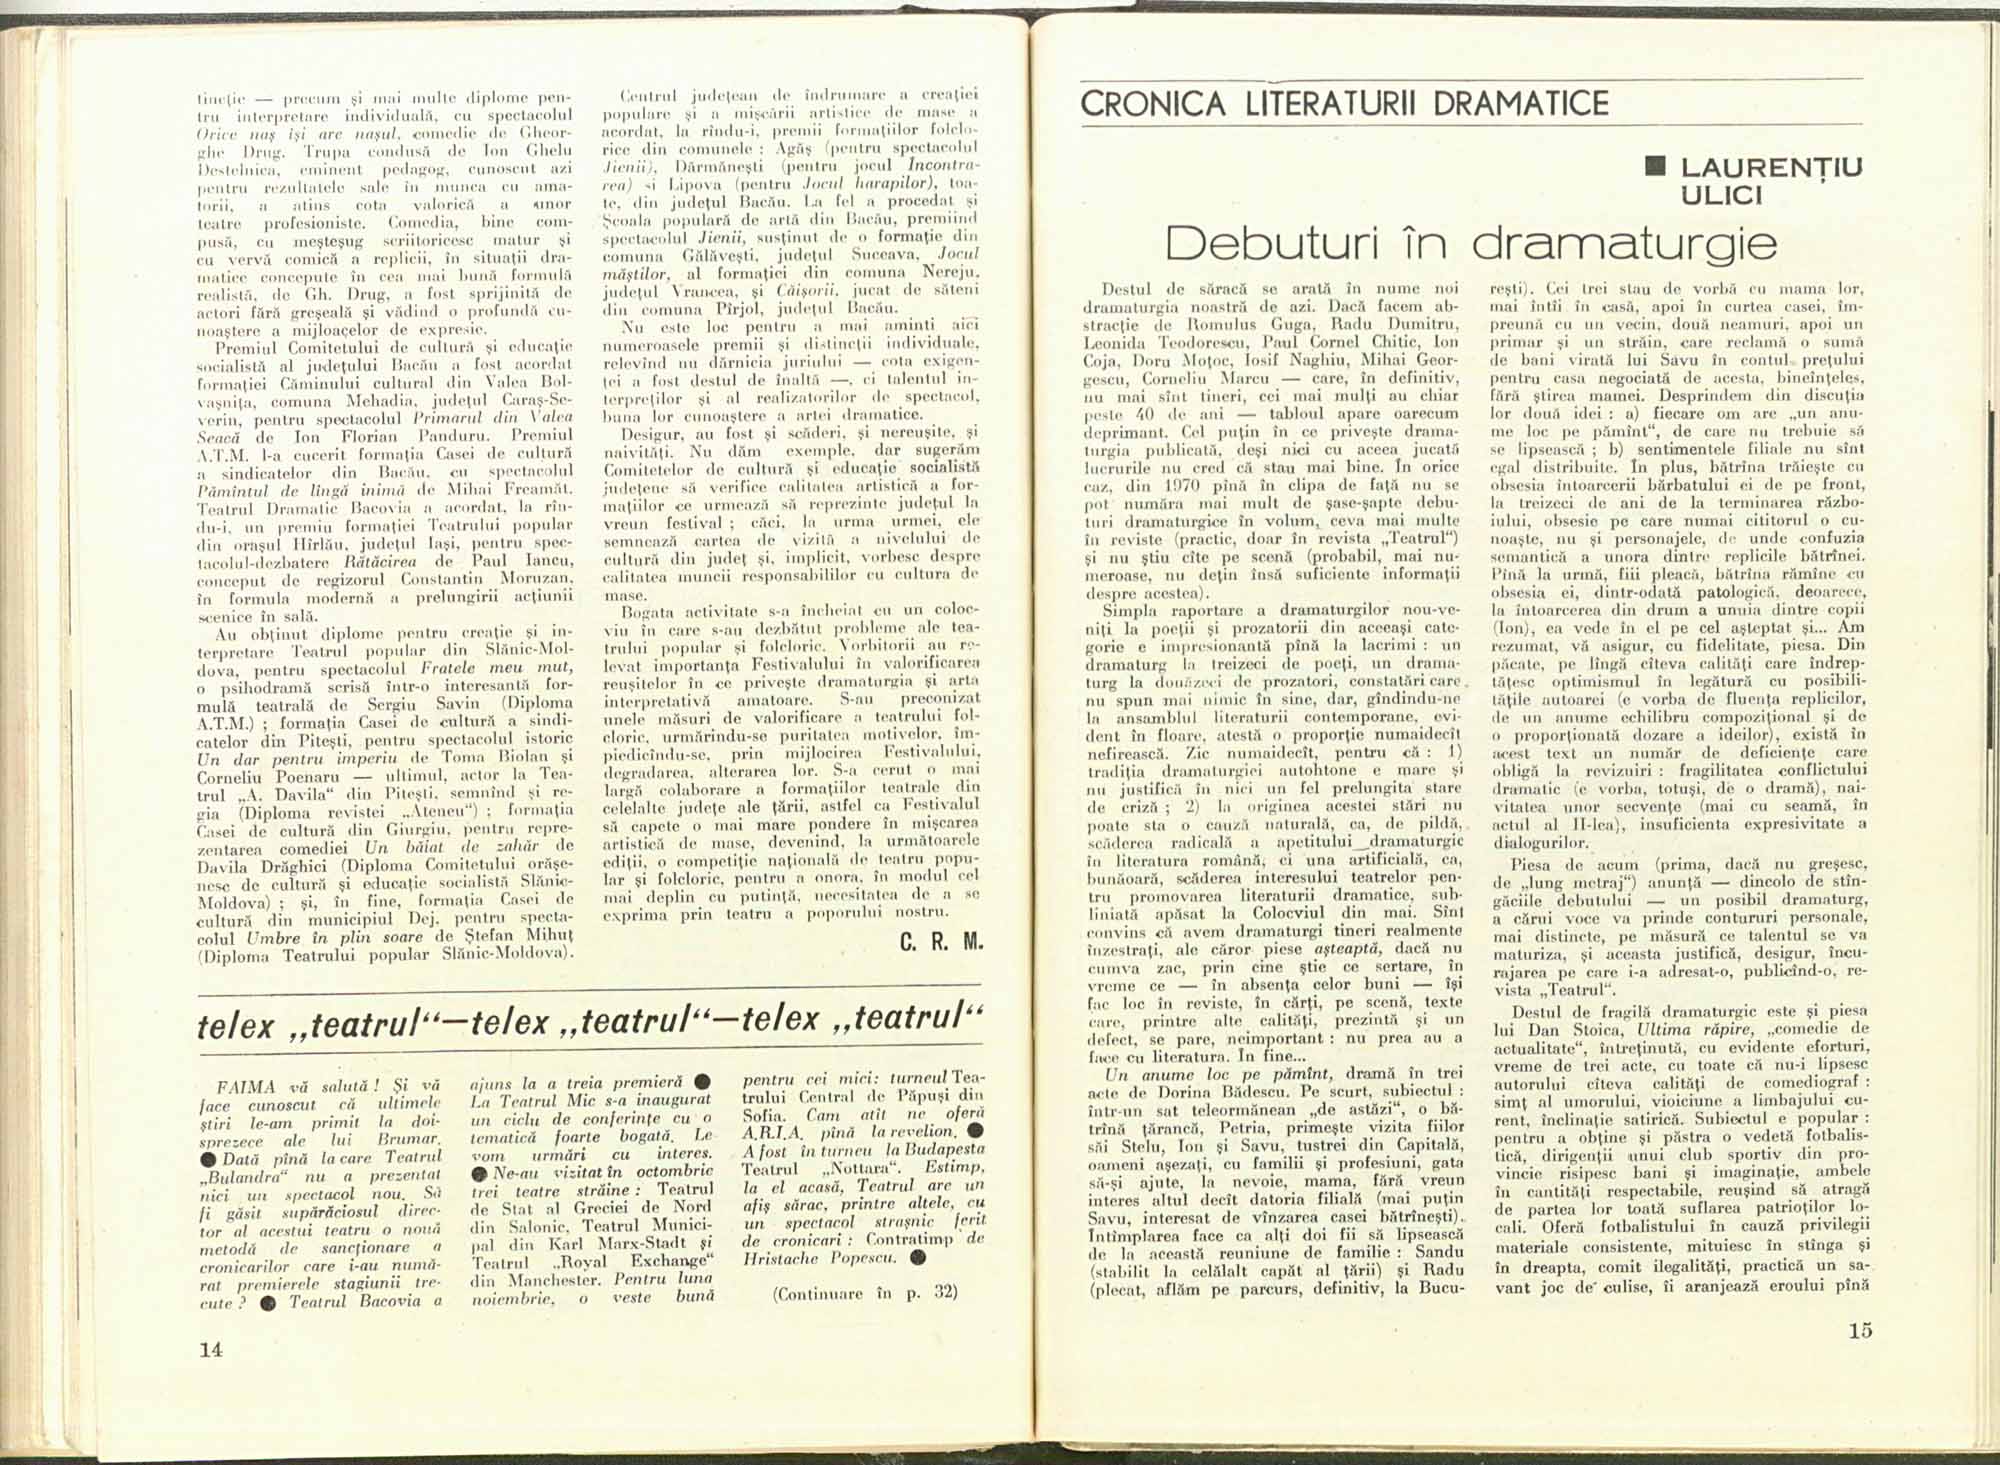 tincție — precum și mai multe diplome pen-
tru interpretare individuală, cu spectacolul
Orice naș își are nașul, comedie de Gheor-
ghe Drug. Trupa condusă de Ion Ghelu
Destelnica, eminent pedagog, cunoscut azi
pentru rezultatele sale în munca cu ama-
torii, a atins cota valorică a unor
teatre profesioniste. Comedia, bine com-
pusă, cu meșteșug scriitoricesc matur și
cu vervă comică a replicii, în situații dra-
matice concepute în cea mai bună formulă
realistă, de Gh. Drug, a fost sprijinită de
actori fără greșeală și vădind o profundă cu-
noaștere a mijloacelor de expresie.
Premiul Comitetului de cultură și educație
socialistă al județului Bacău a fost acordat
formației Căminului cultural din Valea Bol-
vașnița, comuna Mehadia, județul Caraș-Se-
verin, pentru spectacolul Primarul din Valea
Seacă de Ion Florian Panduru. Premiul
A.T.M. l-a cucerit formația Casei de cultură
a sindicatelor din Bacău, cu spectacolul
Pămîntul de lîngă inimă de Mihai Freamăt.
Teatrul Dramatic Bacovia a acordat, la rîn-
du-i, un premiu formației Teatrului popular
din orașul Hîrlău, județul Iași, pentru spec-
tacolul-dezbatere Rătăcirea de Paul Iancu,
conceput de regizorul Constantin Moruzan,
în formula modernă a prelungirii acțiunii
scenice în sală.
Au obținut diplome pentru creație și in-
terpretare Teatrul popular din Slănic-Mol-
dova, pentru spectacolul Fratele meu mut,
o psihodramă scrisă într-o interesantă for-
mulă teatrală de Sergiu Savin (Diploma
A.T.M.) ; formația Casei de cultură a sindi-
catelor din Pitești, pentru spectacolul istoric
Un dar pentru imperiu de Toma Biolan și
Corneliu Poenaru — ultimul, actor la Tea-
trul „A. Davila“ din Pitești, semnînd și re-
gia (Diploma revistei „Ateneu“) ; formația
Casei de cultură din Giurgiu, pentru repre-
zentarea comediei Un băiat de zahăr de
Davila Drăghici (Diploma Comitetului orășe-
nesc de cultură și educație socialistă Slănic-
Moldova) ; și, în fine, formația Casei de
cultură din municipiul Dej, pentru specta-
colul Umbre în plin soare de Ștefan Mihuț
(Diploma Teatrului popular Slănic-Moldova).
Centrul județean de îndrumare a creației
populare și a mișcării artistice de mase a
acordat, la rîndu-i, premii formațiilor folclo-
rice din comunele : Agăș (pentru spectacolul
Jienii), Dărmănești (pentru jocul Incontra-
rea) și Lipova (pentru Jocul harapilor), toa-
te, din județul Bacău. La fel a procedat și
Școala populară de artă din Bacău, premiind
spectacolul Jienii, susținut de o formație din
comuna Gălăvești, județul Suceava, Jocul
măștilor, al formației din comuna Nereju,
județul Vrancea, și Căișorii, jucat de săteni
din comuna Pîrjol, județul Bacău.
Nu este loc pentru a mai aminti aici
numeroasele premii și distincții individuale,
relevînd nu dărnicia juriului — cota exigen-
ței a fost destul de înaltă —, ci talentul in-
terpreților și al realizatorilor de spectacol,
buna lor cunoaștere a artei dramatice.
Desigur, au fost și scăderi, și nereușite, și
naivități. Nu dăm exemple, dar sugerăm
Comitetelor de cultură și educație socialistă
județene să verifice calitatea artistică a for-
mațiilor ce urmează să reprezinte județul la
vreun festival ; căci, la urma urmei, ele
semnează cartea de vizită a nivelului de
cultură din județ și, implicit, vorbesc despre
calitatea muncii responsabililor cu cultura de
mase.
Bogata activitate s-a încheiat cu un coloc-
viu în care s-au dezbătut probleme ale tea-
trului popular și folcloric. Vorbitorii au re-
levat importanța Festivalului în valorificarea
reușitelor în ce privește dramaturgia și arta
interpretativă amatoare. S-au preconizat
unele măsuri de valorificare a teatrului fol-
cloric, urmărindu-se puritatea motivelor, îm-
piedicîndu-se, prin mijlocirea Festivalului,
degradarea, alterarea lor. S-a cerut o mai
largă colaborare a formațiilor teatrale din
celelalte județe ale țării, astfel ca Festivalul
să capete o mai mare pondere în mișcarea
artistică de mase, devenind, la următoarele
ediții, o competiție națională de teatru popu-
lar și folcloric, pentru a onora, în modul cel
mai deplin cu putință, necesitatea de a se
exprima prin teatru a poporului nostru.
C. R. M.
telex „teatrul“—telex „teatrul“—telex „teatrul“
FAIMA vă salută ! Și vă
face cunoscut că ultimele
știri le-am primit la doi-
sprezece ale lui Brumar.
● Dată pînă la care Teatrul
„Bulandra“ nu a prezentat
nici un spectacol nou. Să
fi găsit supărăciosul direc-
tor al acestui teatru o nouă
metodă de sancționare a
cronicarilor care i-au numă-
rat premierele stagiunii tre-
cute ? ● Teatrul Bacovia a
ajuns la a treia premieră ●
La Teatrul Mic s-a inaugurat
un ciclu de conferințe cu o
tematică foarte bogată. Le
vom urmări cu interes.
● Ne-au vizitat în octombrie
trei teatre străine : Teatrul
de Stat al Greciei de Nord
din Salonic, Teatrul Munici-
pal din Karl Marx-Stadt și
Teatrul „Royal Exchange“
din Manchester. Pentru luna
noiembrie, o veste bună
pentru cei mici: turneul Tea-
trului Central de Păpuși din
Sofia. Cam atît ne oferă
A.R.I.A. pînă la revelion. ●
A fost în turneu la Budapesta
Teatrul „Nottara“. Estimp,
la el acasă, Teatrul are un
afiș sărac, printre altele, cu
un spectacol strașnic ferit
de cronicari : Contratimp de
Hristache Popescu. ●
(Continuare în p. 32)
14
CRONICA LITERATURII DRAMATICE
■ LAURENȚIU
ULICI
Debuturi în dramaturgie
Destul de săracă se arată în nume noi
dramaturgia noastră de azi. Dacă facem ab-
stracție de Romulus Guga, Radu Dumitru,
Leonida Teodorescu, Paul Cornel Chitic, Ion
Coja, Doru Moțoc, Iosif Naghiu, Mihai Geor-
gescu, Corneliu Marcu — care, în definitiv,
nu mai sînt tineri, cei mai mulți au chiar
peste 40 de ani — tabloul apare oarecum
deprimant. Cel puțin în ce privește drama-
turgia publicată, deși nici cu aceea jucată
lucrurile nu cred că stau mai bine. În orice
caz, din 1970 pînă în clipa de față nu se
pot număra mai mult de șase-șapte debu-
turi dramaturgice în volum, ceva mai multe
în reviste (practic, doar în revista „Teatrul“)
și nu știu cîte pe scenă (probabil, mai nu-
meroase, nu dețin însă suficiente informații
despre acestea).
Simpla raportare a dramaturgilor nou-ve-
niți la poeții și prozatorii din aceeași cate-
gorie e impresionantă pînă la lacrimi : un
dramaturg la treizeci de poeți, un drama-
turg la douăzeci de prozatori, constatări care
nu spun mai nimic în sine, dar, gîndindu-ne
la ansamblul literaturii contemporane, evi-
dent în floare, atestă o proporție numaidecît
nefirească. Zic numaidecît, pentru că : 1)
tradiția dramaturgiei autohtone e mare și
nu justifică în nici un fel prelungita stare
de criză ; 2) la originea acestei stări nu
poate sta o cauză naturală, ca, de pildă,
scăderea radicală a apetitului dramaturgic
în literatura română, ci una artificială, ca,
bunăoară, scăderea interesului teatrelor pen-
tru promovarea literaturii dramatice, sub-
liniată apăsat la Colocviul din mai. Sînt
convins că avem dramaturgi tineri realmente
înzestrați, ale căror piese așteaptă, dacă nu
cumva zac, prin cine știe ce sertare, în
vreme ce — în absența celor buni — își
fac loc în reviste, în cărți, pe scenă, texte
care, printre alte calități, prezintă și un
defect, se pare, neimportant : nu prea au a
face cu literatura. În fine...
Un anume loc pe pămînt, dramă în trei
acte de Dorina Bădescu. Pe scurt, subiectul :
într-un sat teleormănean „de astăzi“, o bă-
trînă țărancă, Petria, primește vizita fiilor
săi Stelu, Ion și Savu, tustrei din Capitală,
oameni așezați, cu familii și profesiuni, gata
să-și ajute, la nevoie, mama, fără vreun
interes altul decît datoria filială (mai puțin
Savu, interesat de vînzarea casei bătrînești).
Întîmplarea face ca alți doi fii să lipsească
de la această reuniune de familie : Sandu
(stabilit la celălalt capăt al țării) și Radu
(plecat, aflăm pe parcurs, definitiv, la Bucu-
rești). Cei trei stau de vorbă cu mama lor,
mai întîi în casă, apoi în curtea casei, îm-
preună cu un vecin, două neamuri, apoi un
primar și un străin, care reclamă o sumă
de bani virată lui Savu în contul prețului
pentru casa negociată de acesta, bineînțeles,
fără știrea mamei. Desprindem din discuția
lor două idei : a) fiecare om are „un anu-
me loc pe pămînt“, de care nu trebuie să
se lipsească ; b) sentimentele filiale nu sînt
egal distribuite. În plus, bătrîna trăiește cu
obsesia întoarcerii bărbatului ei de pe front,
la treizeci de ani de la terminarea războ-
iului, obsesie pe care numai cititorul o cu-
noaște, nu și personajele, de unde confuzia
semantică a unora dintre replicile bătrînei.
Pînă la urmă, fiii pleacă, bătrîna rămîne cu
obsesia ei, dintr-odată patologică, deoarece,
la întoarcerea din drum a unuia dintre copii
(Ion), ea vede în el pe cel așteptat și... Am
rezumat, vă asigur, cu fidelitate, piesa. Din
păcate, pe lîngă cîteva calități care îndrep-
tățesc optimismul în legătură cu posibili-
tățile autoarei (e vorba de fluența replicilor,
de un anume echilibru compozițional și de
o proporționată dozare a ideilor), există în
acest text un număr de deficiențe care
obligă la revizuiri : fragilitatea conflictului
dramatic (e vorba, totuși, de o dramă), nai-
vitatea unor secvențe (mai cu seamă, în
actul al II-lea), insuficienta expresivitate a
dialogurilor.
Piesa de acum (prima, dacă nu greșesc,
de „lung metraj“) anunță — dincolo de stîn-
găciile debutului — un posibil dramaturg,
a cărui voce va prinde contururi personale,
mai distincte, pe măsură ce talentul se va
maturiza, și aceasta justifică, desigur, încu-
rajarea pe care i-a adresat-o, publicînd-o, re-
vista „Teatrul“.
Destul de fragilă dramaturgic este și piesa
lui Dan Stoica, Ultima răpire, „comedie de
actualitate“, întreținută, cu evidente eforturi,
vreme de trei acte, cu toate că nu-i lipsesc
autorului cîteva calități de comediograf :
simț al umorului, vioiciune a limbajului cu-
rent, înclinație satirică. Subiectul e popular :
pentru a obține și păstra o vedetă fotbalis-
tică, dirigenții unui club sportiv din pro-
vincie risipesc bani și imaginație, ambele
în cantități respectabile, reușind să atragă
de partea lor toată suflarea patrioților lo-
cali. Oferă fotbalistului în cauză privilegii
materiale consistente, mituiesc în stînga și
în dreapta, comit ilegalități, practică un sa-
vant joc de culise, îi aranjează eroului pînă
15